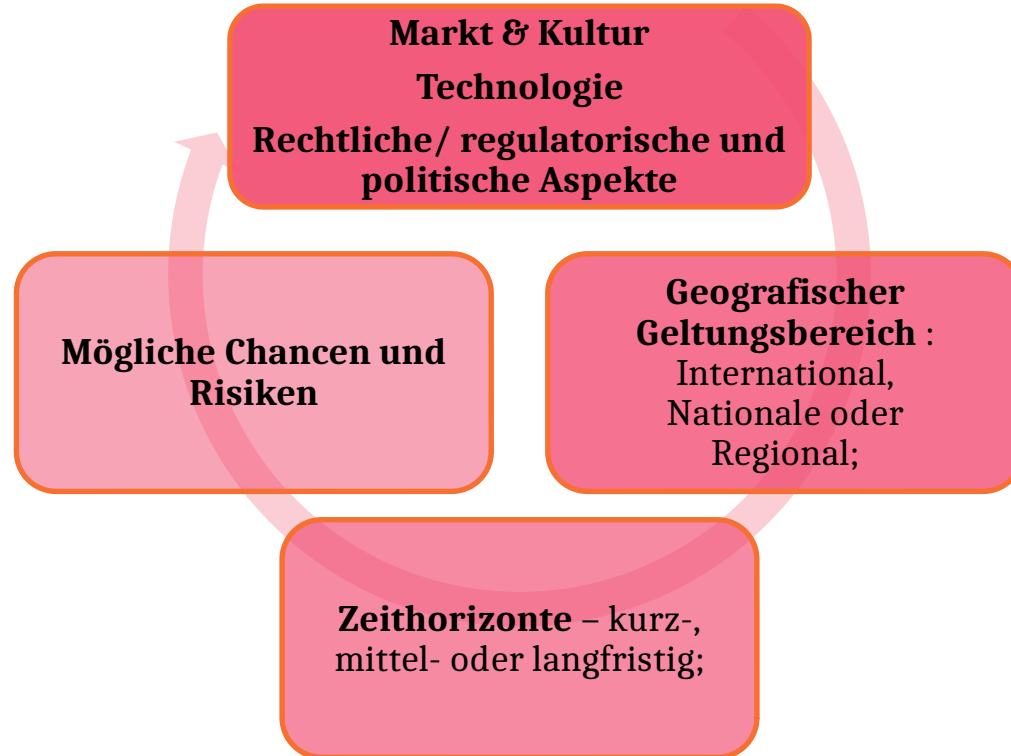 Markt & Kultur
Technologie
Rechtliche/ regulatorische und
politische Aspekte
Geografischer
Geltungsbereich :
International,
Nationale oder
Regional;
Zeithorizonte – kurz-,
mittel- oder langfristig;
Mögliche Chancen und
Risiken